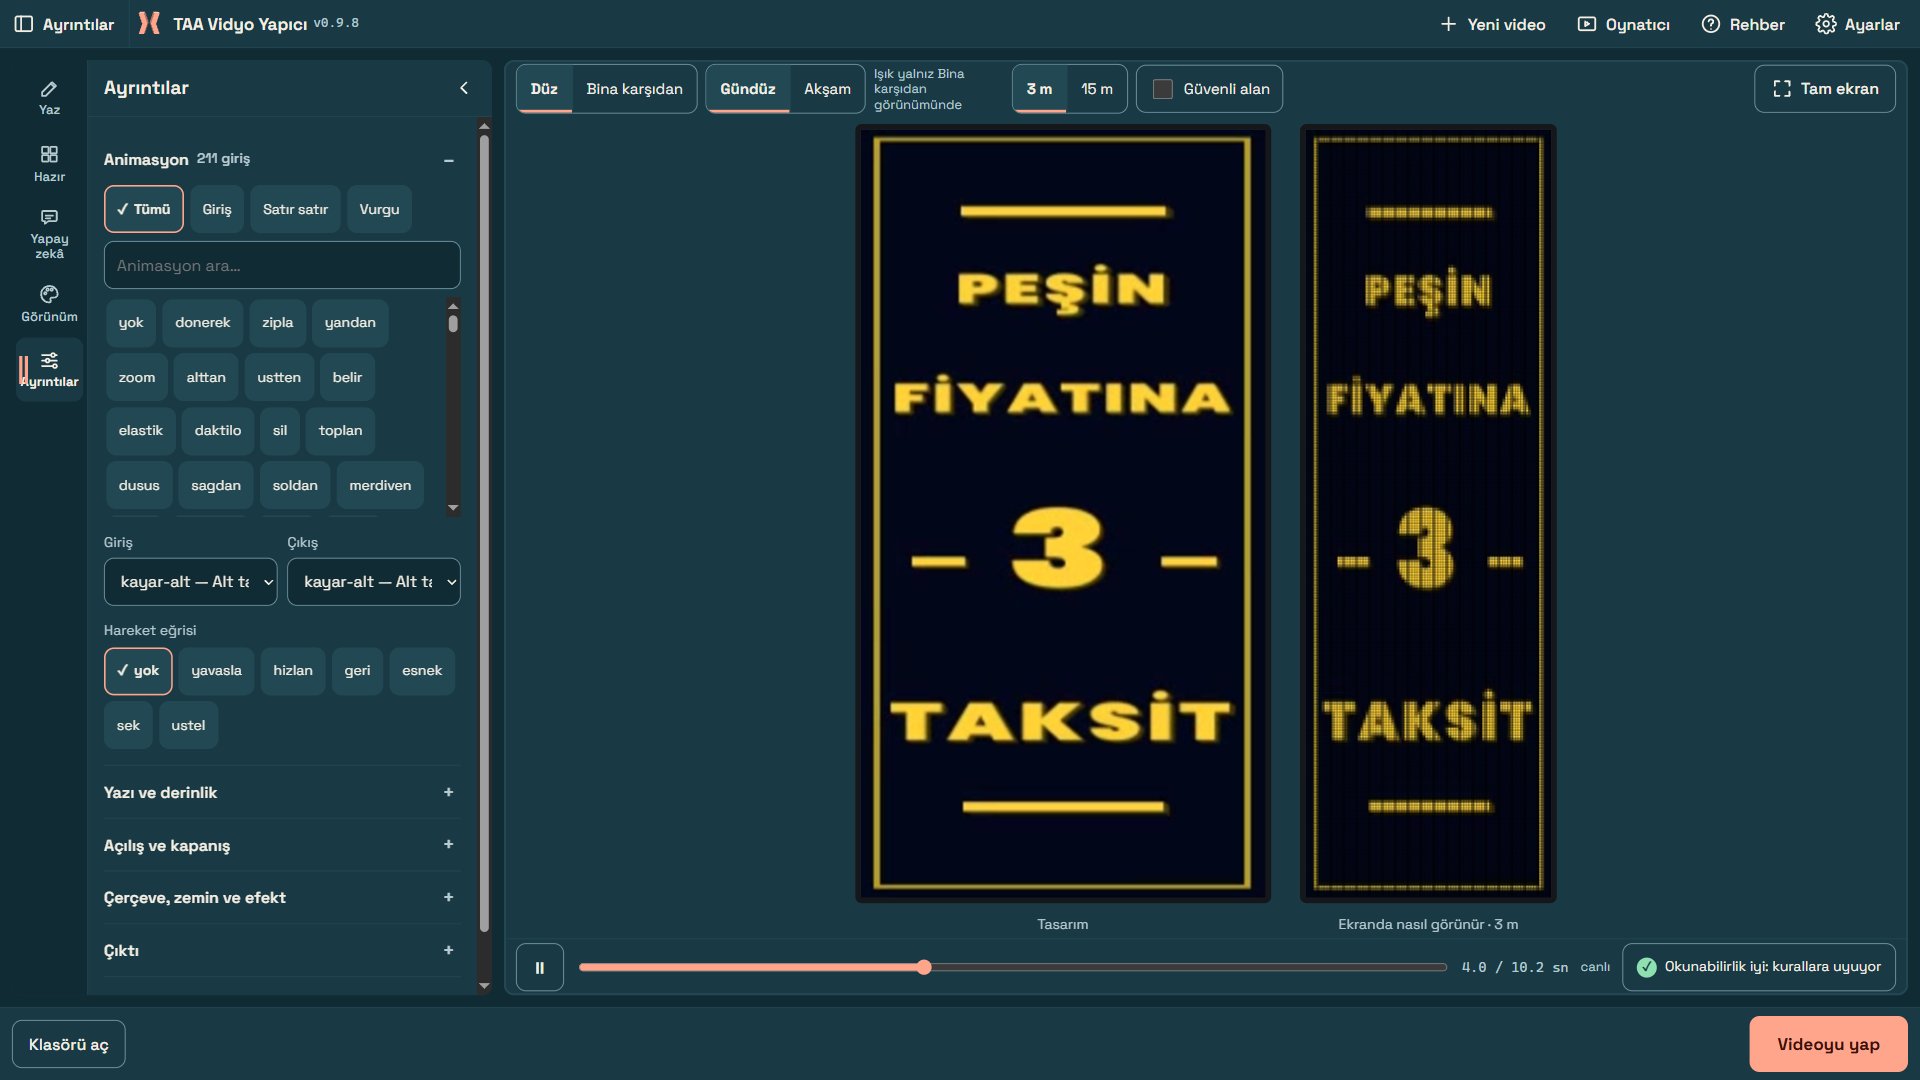 Ayrıntılar
TAA Vidyo Yapıcı v0.9.8
Yeni video
Oynatıcı
Rehber
Ayarlar
Yaz
Hazır
Yapay
zekâ
Görünüm
Ayrıntılar
Ayrıntılar
Animasyon 211 giriş
✓ Tümü
Giriş
Satır satır
Vurgu
Animasyon ara...
yok
donerek
zipla
yandan
zoom
alttan
ustten
belir
elastik
daktilo
sil
toplan
dusus
sagdan
soldan
merdiven
Giriş
Çıkış
kayar-alt — Alt ta
kayar-alt — Alt ta
Hareket eğrisi
✓ yok
yavasla
hizlan
geri
esnek
sek
ustel
Yazı ve derinlik
Açılış ve kapanış
Çerçeve, zemin ve efekt
Çıktı
Düz
Bina karşıdan
Gündüz
Akşam
Işık yalnız Bina
karşıdan
görünümünde
3 m
15 m
Güvenli alan
Tam ekran
PEŞİN
FİYATINA
– 3 –
TAKSİT
Tasarım
PEŞİN
FİYATINA
– 3 –
TAKSİT
Ekranda nasıl görünür · 3 m
4.0 / 10.2 sn canlı
Okunabilirlik iyi: kurallara uyuyor
Klasörü aç
Videoyu yap